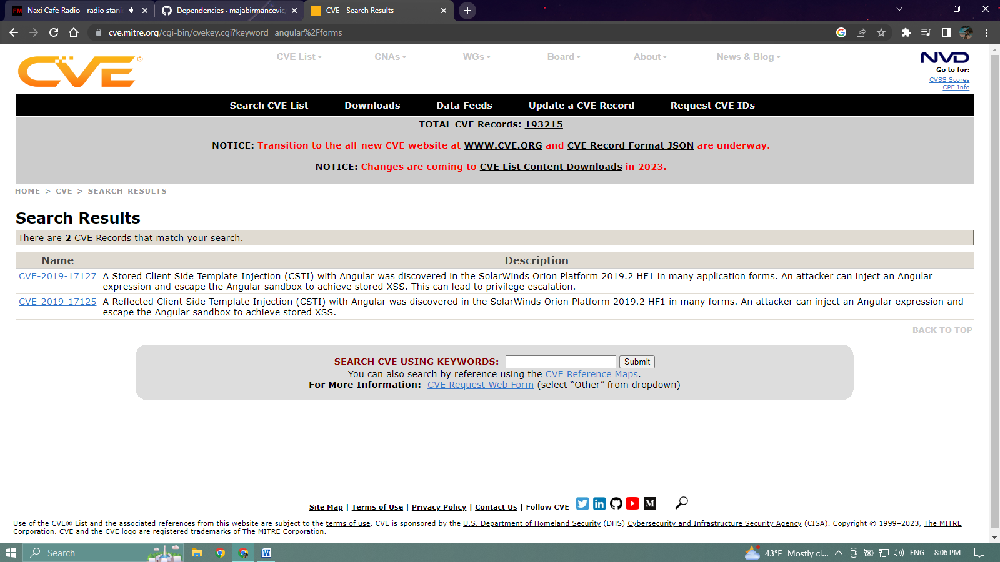 Naxi Cafe Radio - radio stani
Dependencies · majabirmancevic
CVE - Search Results
cve.mitre.org/cgi-bin/cvekey.cgi?keyword=angular%2Fforms
CVE®
CVE List
CNAs
WGs
Board
About
News & Blog
NVD
Go to for:
CVSS Scores
CPE Info
Search CVE List
Downloads
Data Feeds
Update a CVE Record
Request CVE IDs
TOTAL CVE Records: 193215
NOTICE: Transition to the all-new CVE website at WWW.CVE.ORG and CVE Record Format JSON are underway.
NOTICE: Changes are coming to CVE List Content Downloads in 2023.
HOME > CVE > SEARCH RESULTS
Search Results
There are 2 CVE Records that match your search.
Name Description
CVE-2019-17127 A Stored Client Side Template Injection (CSTI) with Angular was discovered in the SolarWinds Orion Platform 2019.2 HF1 in many application forms. An attacker can inject an Angular
expression and escape the Angular sandbox to achieve stored XSS. This can lead to privilege escalation.
CVE-2019-17125 A Reflected Client Side Template Injection (CSTI) with Angular was discovered in the SolarWinds Orion Platform 2019.2 HF1 in many forms. An attacker can inject an Angular expression and
escape the Angular sandbox to achieve stored XSS.
BACK TO TOP
SEARCH CVE USING KEYWORDS: Submit
You can also search by reference using the CVE Reference Maps.
For More Information: CVE Request Web Form (select “Other” from dropdown)
Site Map | Terms of Use | Privacy Policy | Contact Us | Follow CVE
Use of the CVE® List and the associated references from this website are subject to the terms of use. CVE is sponsored by the U.S. Department of Homeland Security (DHS) Cybersecurity and Infrastructure Security Agency (CISA). Copyright © 1999–2023, The MITRE
Corporation. CVE and the CVE logo are registered trademarks of The MITRE Corporation.
Search
43°F Mostly cl...
ENG
8:06 PM